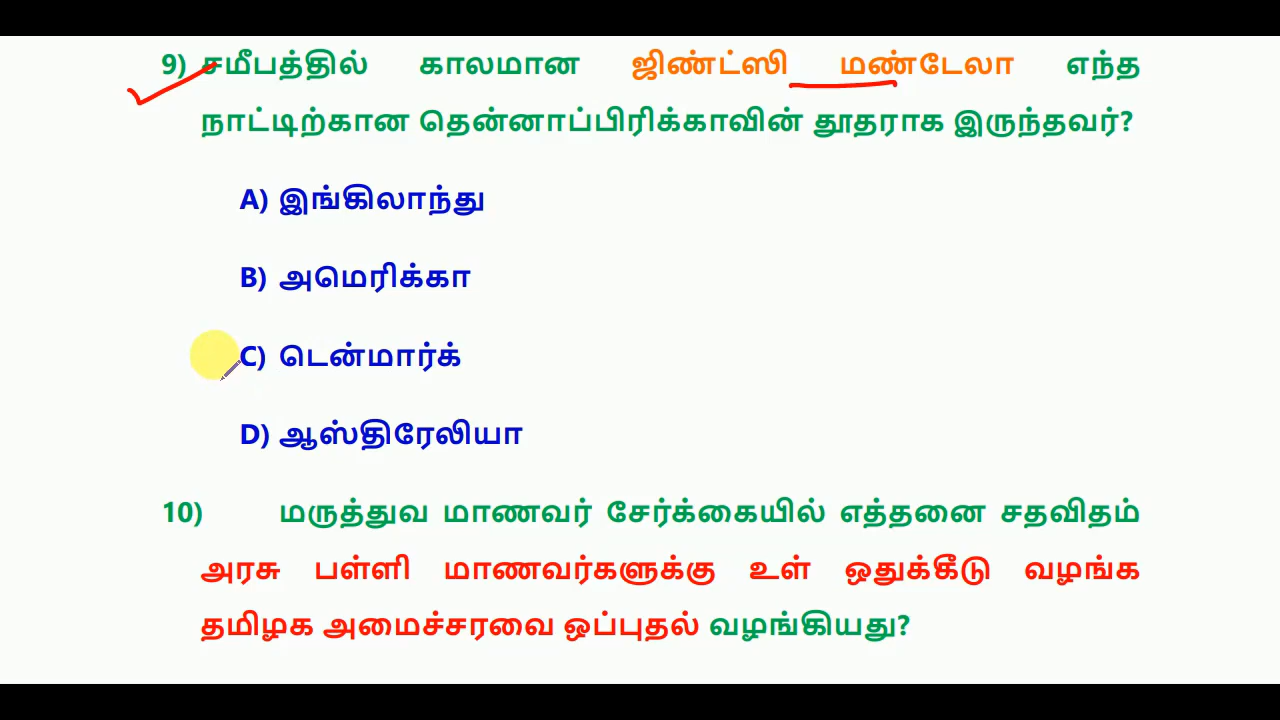 9) சமீபத்தில் காலமான ஜிண்ட்ஸி மண்டேலா எந்த
நாட்டிற்கான தென்னாப்பிரிக்காவின் தூதராக இருந்தவர்?
A) இங்கிலாந்து
B) அமெரிக்கா
C) டென்மார்க்
D) ஆஸ்திரேலியா
10) மருத்துவ மாணவர் சேர்க்கையில் எத்தனை சதவிதம்
அரசு பள்ளி மாணவர்களுக்கு உள் ஒதுக்கீடு வழங்க
தமிழக அமைச்சரவை ஒப்புதல் வழங்கியது?